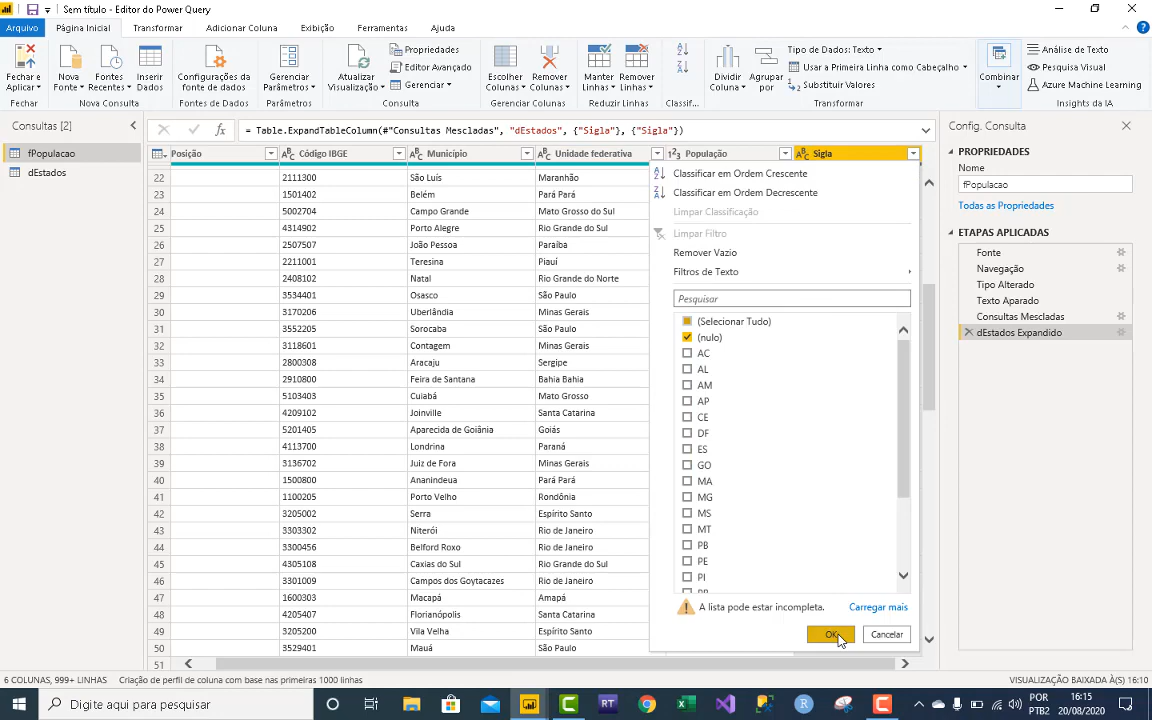 Sem título - Editor do Power Query
Arquivo Página Inicial Transformar Adicionar Coluna Exibição Ferramentas Ajuda
Fechar e Aplicar
Fechar
Nova Fonte Fontes Recentes Inserir Dados
Nova Consulta
Configurações da fonte de dados
Fontes de Dados
Gerenciar Parâmetros
Parâmetros
Atualizar Visualização
Propriedades
Editor Avançado
Gerenciar
Consulta
Escolher Colunas Remover Colunas
Gerenciar Colunas
Manter Linhas Remover Linhas
Reduzir Linhas
Classif...
Dividir Coluna Agrupar por
Tipo de Dados: Texto
Usar a Primeira Linha como Cabeçalho
Substituir Valores
Transformar
Combinar
Análise de Texto
Pesquisa Visual
Azure Machine Learning
Insights da IA
Consultas [2]
fPopulacao
dEstados
= Table.ExpandTableColumn(#"Consultas Mescladas", "dEstados", {"Sigla"}, {"Sigla"})
Posição Código IBGE Município Unidade federativa População Sigla
22 2111300 São Luís Maranhão
23 1501402 Belém Pará Pará
24 5002704 Campo Grande Mato Grosso do Sul
25 4314902 Porto Alegre Rio Grande do Sul
26 2507507 João Pessoa Paraíba
27 2211001 Teresina Piauí
28 2408102 Natal Rio Grande do Norte
29 3534401 Osasco São Paulo
30 3170206 Uberlândia Minas Gerais
31 3552205 Sorocaba São Paulo
32 3118601 Contagem Minas Gerais
33 2800308 Aracaju Sergipe
34 2910800 Feira de Santana Bahia Bahia
35 5103403 Cuiabá Mato Grosso
36 4209102 Joinville Santa Catarina
37 5201405 Aparecida de Goiânia Goiás
38 4113700 Londrina Paraná
39 3136702 Juiz de Fora Minas Gerais
40 1500800 Ananindeua Pará Pará
41 1100205 Porto Velho Rondônia
42 3205002 Serra Espírito Santo
43 3303302 Niterói Rio de Janeiro
44 3300456 Belford Roxo Rio de Janeiro
45 4305108 Caxias do Sul Rio Grande do Sul
46 3301009 Campos dos Goytacazes Rio de Janeiro
47 1600303 Macapá Amapá
48 4205407 Florianópolis Santa Catarina
49 3205200 Vila Velha Espírito Santo
50 3529401 Mauá São Paulo
51
Classificar em Ordem Crescente
Classificar em Ordem Decrescente
Limpar Classificação
Limpar Filtro
Remover Vazio
Filtros de Texto
Pesquisar
(Selecionar Tudo)
(nulo)
AC
AL
AM
AP
CE
DF
ES
GO
MA
MG
MS
MT
PB
PE
PI
PR
A lista pode estar incompleta. Carregar mais
OK Cancelar
Config. Consulta
PROPRIEDADES
Nome
fPopulacao
Todas as Propriedades
ETAPAS APLICADAS
Fonte
Navegação
Tipo Alterado
Texto Aparado
Consultas Mescladas
dEstados Expandido
6 COLUNAS, 999+ LINHAS Criação de perfil de coluna com base nas primeiras 1000 linhas VISUALIZAÇÃO BAIXADA À(S) 16:10
Digite aqui para pesquisar
POR
PTB2
16:15
20/08/2020